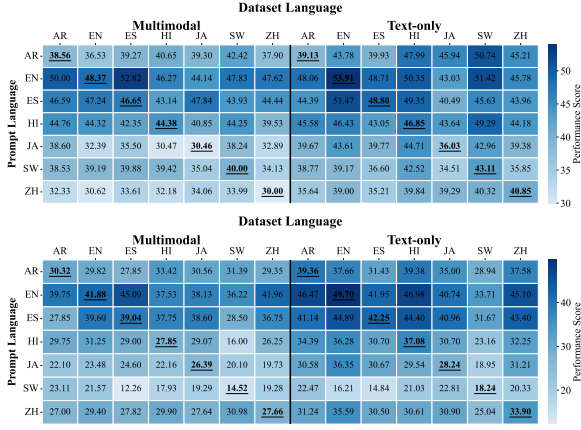 Dataset Language
Multimodal Text-only
AR EN ES HI JA SW ZH AR EN ES HI JA SW ZH
AR 38.56 36.53 39.27 40.65 39.30 42.42 37.90 39.13 43.78 39.93 47.99 45.94 50.74 45.21
EN 50.00 48.37 52.82 46.27 44.14 47.83 47.62 48.06 53.91 48.71 50.35 43.03 51.42 45.78
ES 46.59 47.24 46.65 43.14 47.84 43.93 44.44 44.39 51.47 48.80 49.35 40.49 45.63 43.96
HI 44.76 44.32 42.35 44.38 40.85 44.25 39.53 45.58 46.43 43.05 46.85 43.64 49.29 44.18
JA 38.60 32.39 35.50 30.47 30.46 38.24 32.89 39.67 43.61 39.77 44.71 36.03 42.96 39.38
SW 38.53 39.19 39.88 39.42 35.04 40.00 34.13 38.77 39.17 36.60 42.52 34.51 43.11 35.85
ZH 32.33 30.62 33.61 32.18 34.06 33.99 30.00 35.64 39.00 35.21 39.84 39.29 40.32 40.85
Prompt Language
50
40
30
Performance Score
Dataset Language
Multimodal Text-only
AR EN ES HI JA SW ZH AR EN ES HI JA SW ZH
AR 30.32 29.82 27.85 33.42 30.56 31.39 29.35 39.36 37.66 31.43 39.38 35.00 28.94 37.58
EN 39.75 41.88 45.09 37.53 38.13 36.22 41.96 46.47 49.70 41.95 46.98 40.74 33.71 45.10
ES 27.85 39.60 39.04 37.75 38.60 28.50 36.75 41.14 44.89 42.25 44.40 40.96 31.67 43.40
HI 29.75 31.25 29.00 27.85 29.07 16.00 26.25 34.39 36.28 30.70 37.08 30.70 23.16 32.25
JA 22.10 23.48 24.60 22.16 26.39 20.10 19.73 30.58 36.35 30.67 29.54 28.24 18.95 31.21
SW 23.11 21.57 12.26 17.93 19.29 14.52 19.28 22.47 16.21 14.84 21.03 22.81 18.24 20.33
ZH 27.00 29.40 27.82 29.90 27.64 30.98 27.66 31.24 35.59 30.50 30.61 30.90 25.04 33.90
Prompt Language
40
30
20
Performance Score